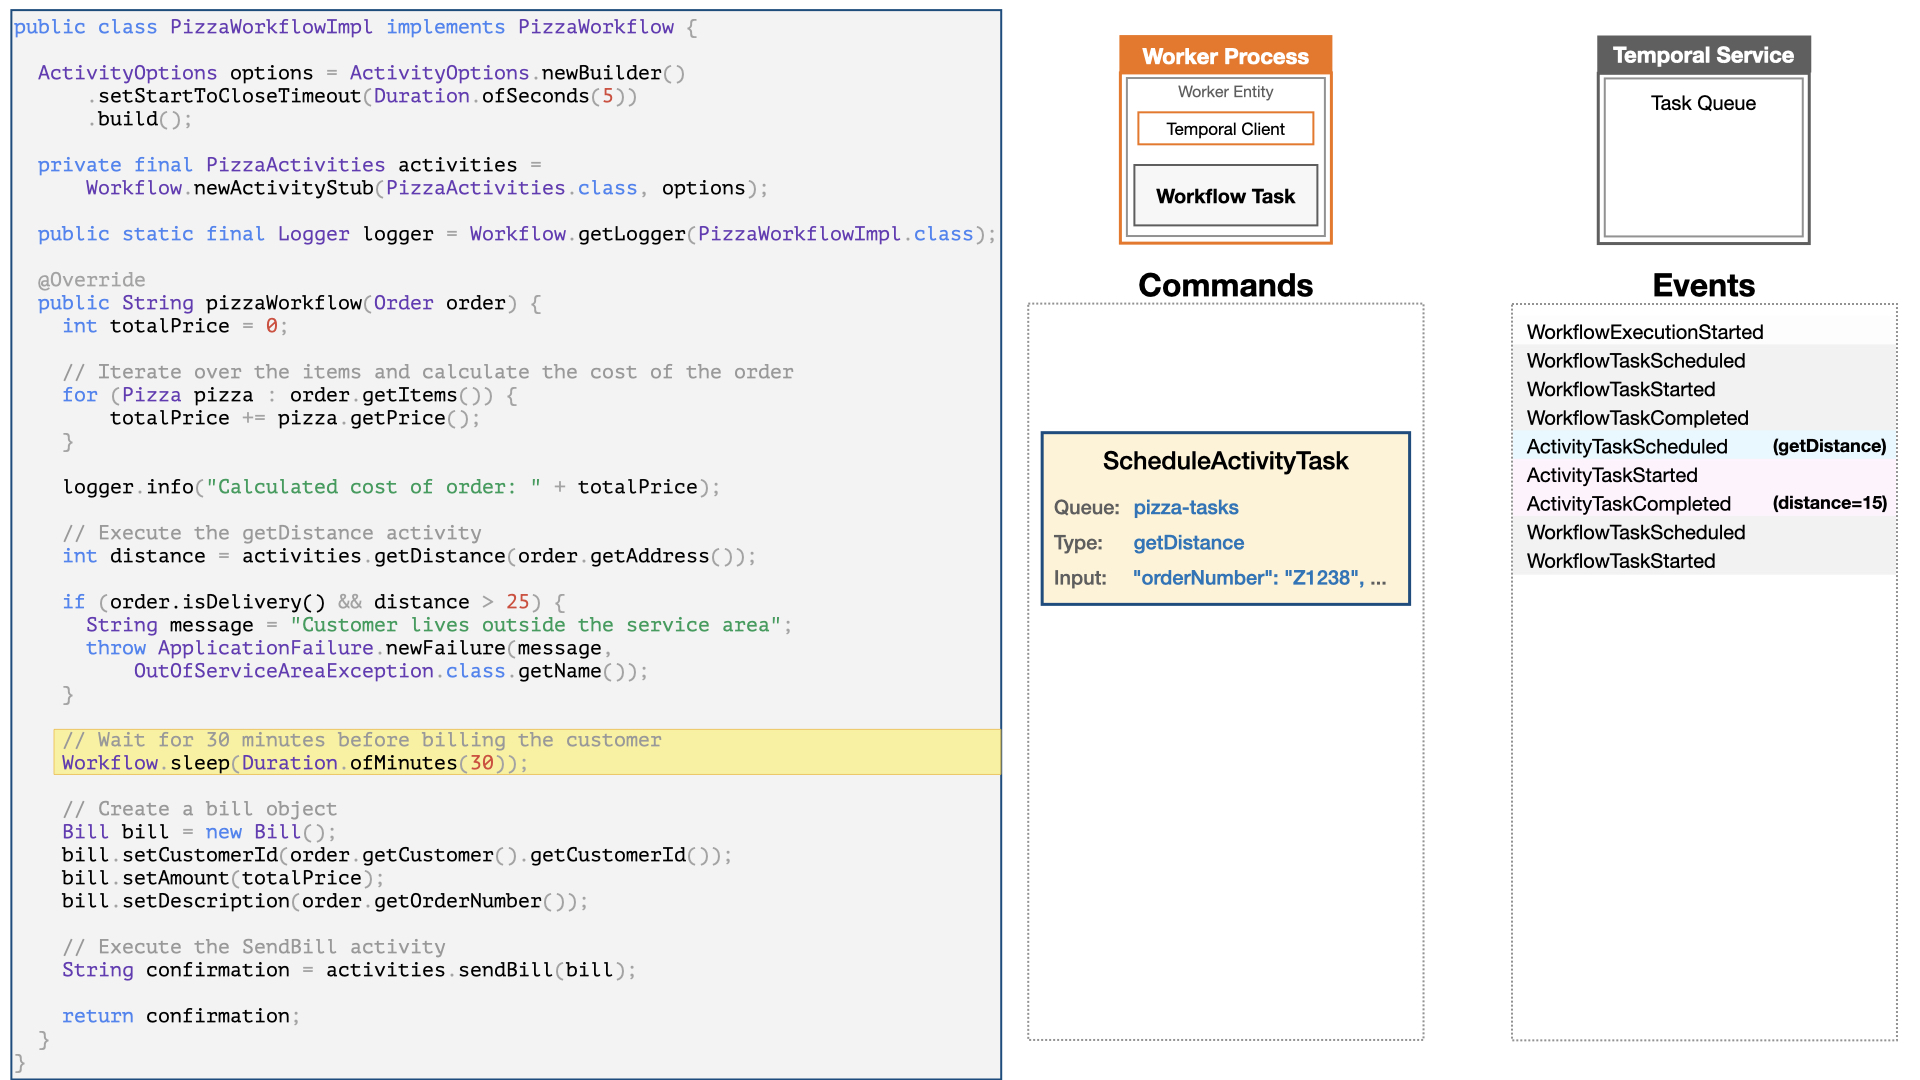 public class PizzaWorkflowImpl implements PizzaWorkflow {
ActivityOptions options = ActivityOptions.newBuilder()
.setStartToCloseTimeout(Duration.ofSeconds(5))
.build();
private final PizzaActivities activities =
Workflow.newActivityStub(PizzaActivities.class, options);
public static final Logger logger = Workflow.getLogger(PizzaWorkflowImpl.class);
@Override
public String pizzaWorkflow(Order order) {
int totalPrice = 0;
// Iterate over the items and calculate the cost of the order
for (Pizza pizza : order.getItems()) {
totalPrice += pizza.getPrice();
}
logger.info("Calculated cost of order: " + totalPrice);
// Execute the getDistance activity
int distance = activities.getDistance(order.getAddress());
if (order.isDelivery() && distance > 25) {
String message = "Customer lives outside the service area";
throw ApplicationFailure.newFailure(message,
OutOfServiceAreaException.class.getName());
}
// Wait for 30 minutes before billing the customer
Workflow.sleep(Duration.ofMinutes(30));
// Create a bill object
Bill bill = new Bill();
bill.setCustomerId(order.getCustomer().getCustomerId());
bill.setAmount(totalPrice);
bill.setDescription(order.getOrderNumber());
// Execute the SendBill activity
String confirmation = activities.sendBill(bill);
return confirmation;
}
}
Worker Process
Worker Entity
Temporal Client
Workflow Task
Commands
ScheduleActivityTask
Queue: pizza-tasks
Type: getDistance
Input: "orderNumber": "Z1238", ...
Temporal Service
Task Queue
Events
WorkflowExecutionStarted
WorkflowTaskScheduled
WorkflowTaskStarted
WorkflowTaskCompleted
ActivityTaskScheduled (getDistance)
ActivityTaskStarted
ActivityTaskCompleted (distance=15)
WorkflowTaskScheduled
WorkflowTaskStarted